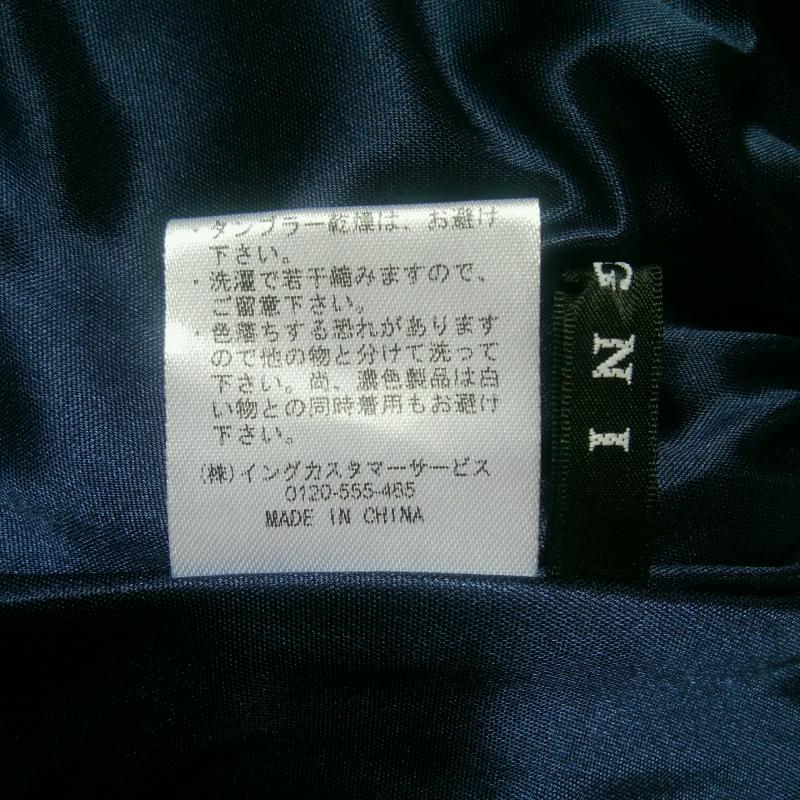 ・タンブラー乾燥は、お避け
下さい。
・洗濯で若干縮みますので、
ご留意下さい。
・色落ちする恐れがあります
ので他の物と分けて洗って
下さい。尚、濃色製品は白
い物との同時着用もお避け
下さい。
(株)イングカスタマーサービス
0120-555-465
MADE IN CHINA
ING